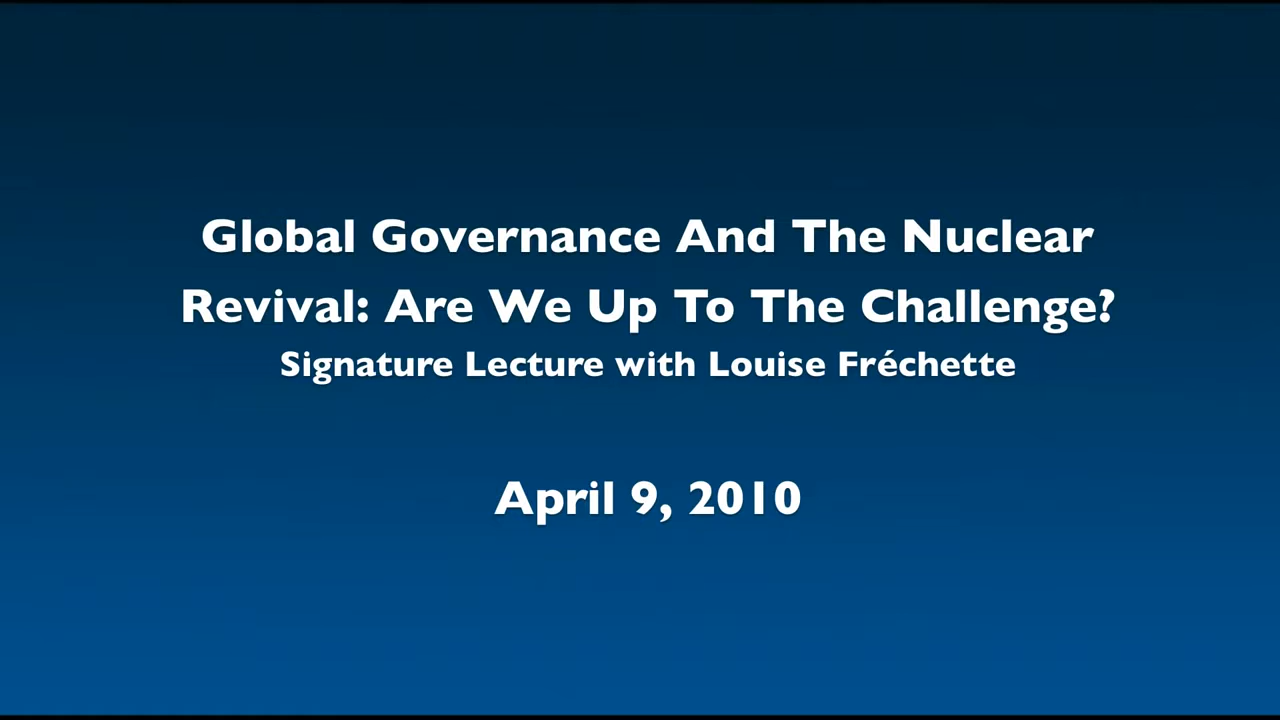 Global Governance And The Nuclear
Revival: Are We Up To The Challenge?
Signature Lecture with Louise Fréchette
April 9, 2010